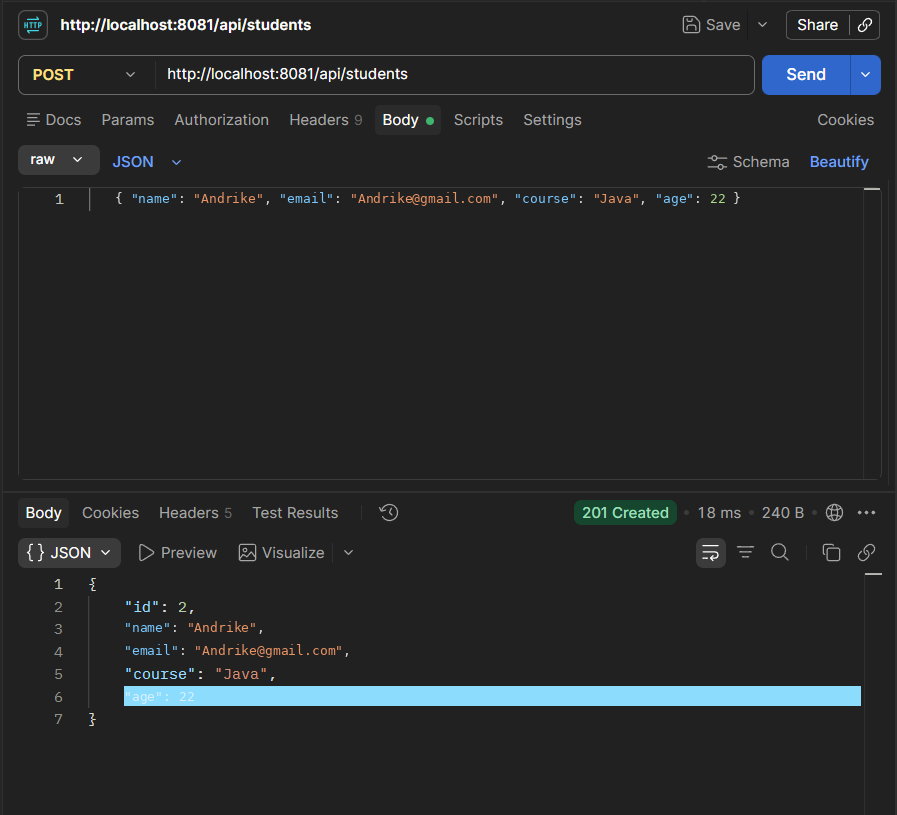 HTTP http://localhost:8081/api/students Save Share
POST http://localhost:8081/api/students Send
Docs Params Authorization Headers 9 Body Scripts Settings Cookies
raw JSON Schema Beautify
1 { "name": "Andrike", "email": "Andrike@gmail.com", "course": "Java", "age": 22 }
Body Cookies Headers 5 Test Results 201 Created 18 ms 240 B
{} JSON Preview Visualize
1 {
2 "id": 2,
3 "name": "Andrike",
4 "email": "Andrike@gmail.com",
5 "course": "Java",
6 "age": 22
7 }